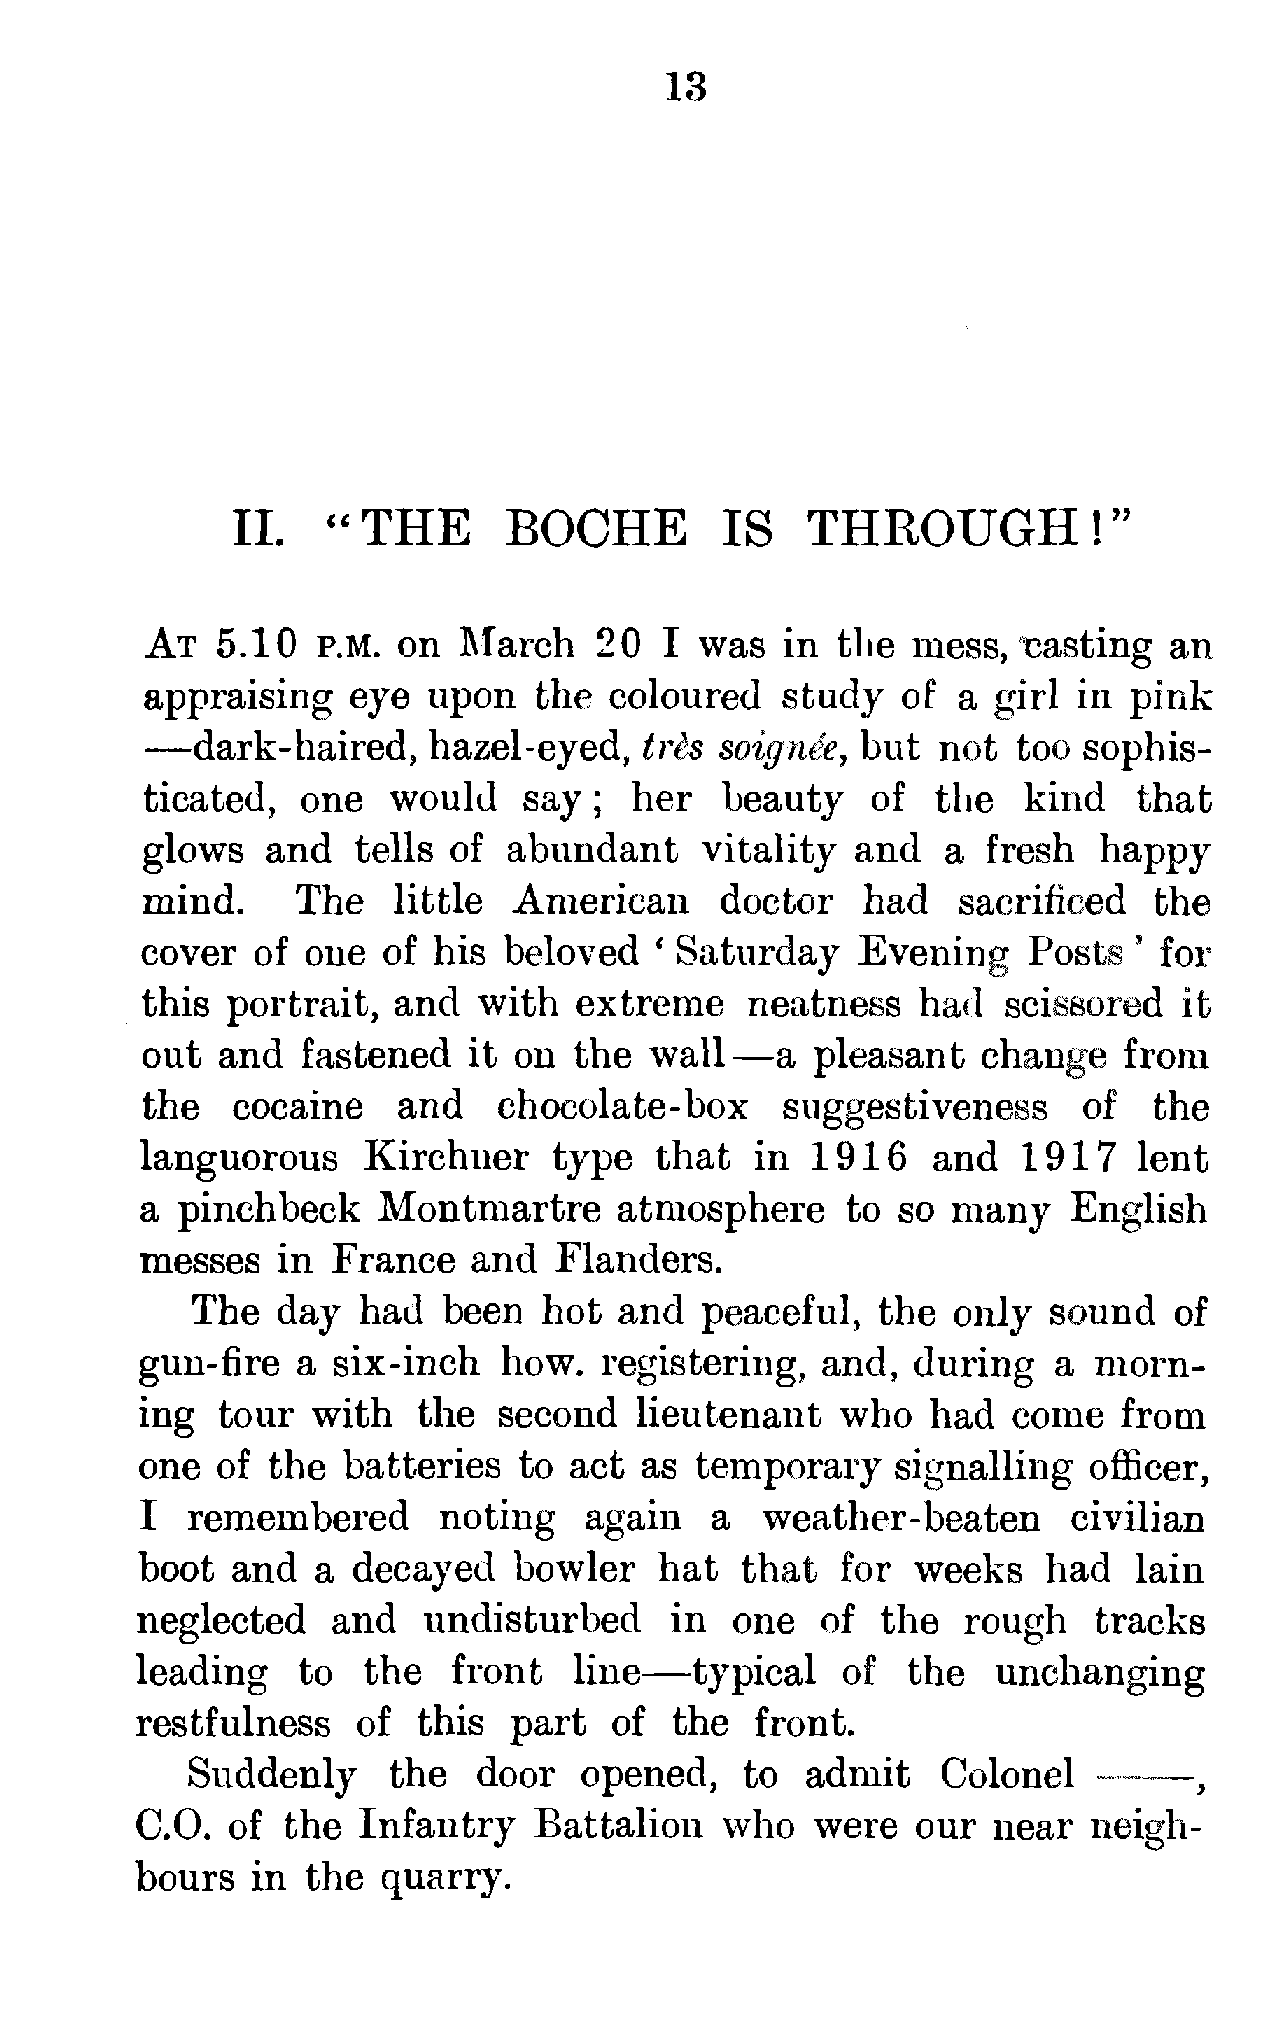 13
II. “THE BOCHE IS THROUGH!”
AT 5.10 P.M. on March 20 I was in the mess, casting an
appraising eye upon the coloured study of a girl in pink
—dark-haired, hazel-eyed, très soignée, but not too sophis-
ticated, one would say; her beauty of the kind that
glows and tells of abundant vitality and a fresh happy
mind. The little American doctor had sacrificed the
cover of one of his beloved ‘Saturday Evening Posts’ for
this portrait, and with extreme neatness had scissored it
out and fastened it on the wall—a pleasant change from
the cocaine and chocolate-box suggestiveness of the
languorous Kirchner type that in 1916 and 1917 lent
a pinchbeck Montmartre atmosphere to so many English
messes in France and Flanders.
The day had been hot and peaceful, the only sound of
gun-fire a six-inch how. registering, and, during a morn-
ing tour with the second lieutenant who had come from
one of the batteries to act as temporary signalling officer,
I remembered noting again a weather-beaten civilian
boot and a decayed bowler hat that for weeks had lain
neglected and undisturbed in one of the rough tracks
leading to the front line—typical of the unchanging
restfulness of this part of the front.
Suddenly the door opened, to admit Colonel ——,
C.O. of the Infantry Battalion who were our near neigh-
bours in the quarry.